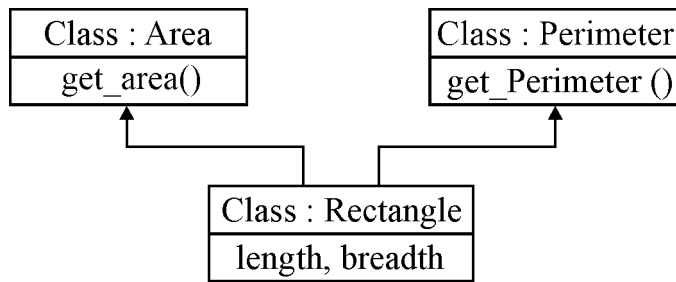 Class : Area
get_area()
Class : Perimeter
get_Perimeter ()
Class : Rectangle
length, breadth